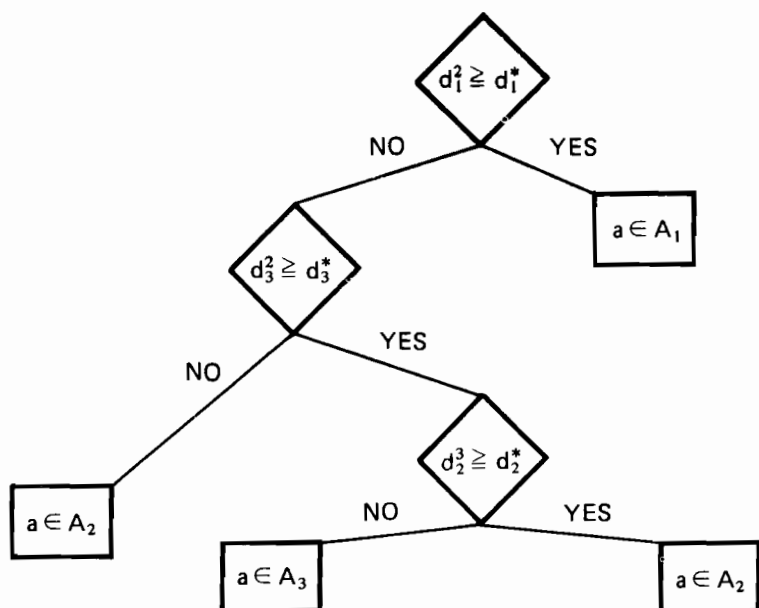 d₁² ≧ d₁*
NO YES
a ∈ A₁
d₃² ≧ d₃*
YES
NO
d₂³ ≧ d₂*
a ∈ A₂
NO YES
a ∈ A₃ a ∈ A₂